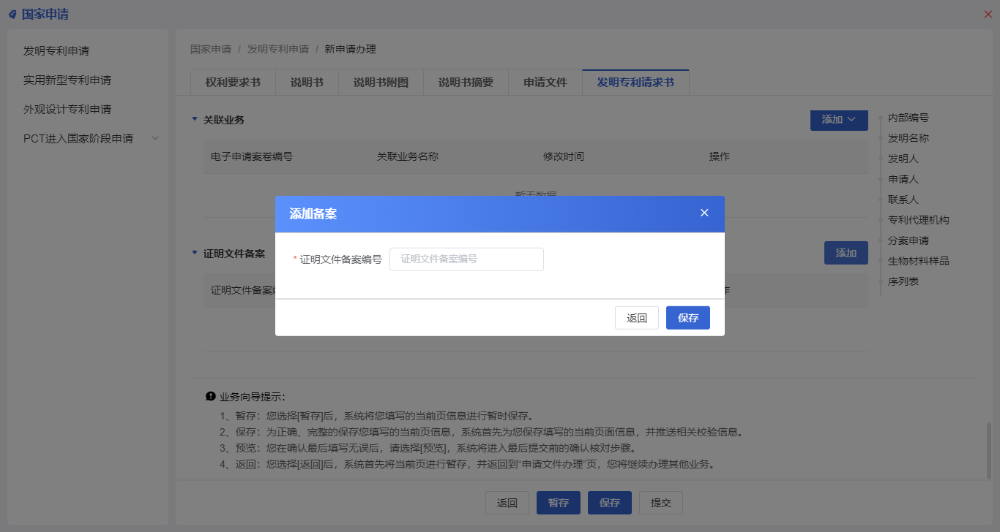 国家申请
发明专利申请
实用新型专利申请
外观设计专利申请
PCT进入国家阶段申请
国家申请 / 发明专利申请 / 新申请办理
权利要求书 说明书 说明书附图 说明书摘要 申请文件 发明专利请求书
关联业务 添加
电子申请案卷编号 关联业务名称 修改时间 操作
添加备案
* 证明文件备案编号 证明文件备案编号
返回 保存
证明文件备案 添加
证明文件备案
内部编号
发明名称
发明人
申请人
联系人
专利代理机构
分案申请
生物材料样品
序列表
业务向导提示:
1、暂存：您选择[暂存]后，系统将您填写的当前页信息进行暂时保存。
2、保存：为正确、完整的保存您填写的当前页信息，系统首先为您保存填写的当前页面信息，并推送相关校验信息。
3、预览：您在确认最后填写无误后，请选择[预览]，系统将进入最后提交前的确认核对步骤。
4、返回：您选择[返回]后，系统首先将当前页进行暂存，并返回到“申请文件办理”页，您将继续办理其他业务。
返回 暂存 保存 提交